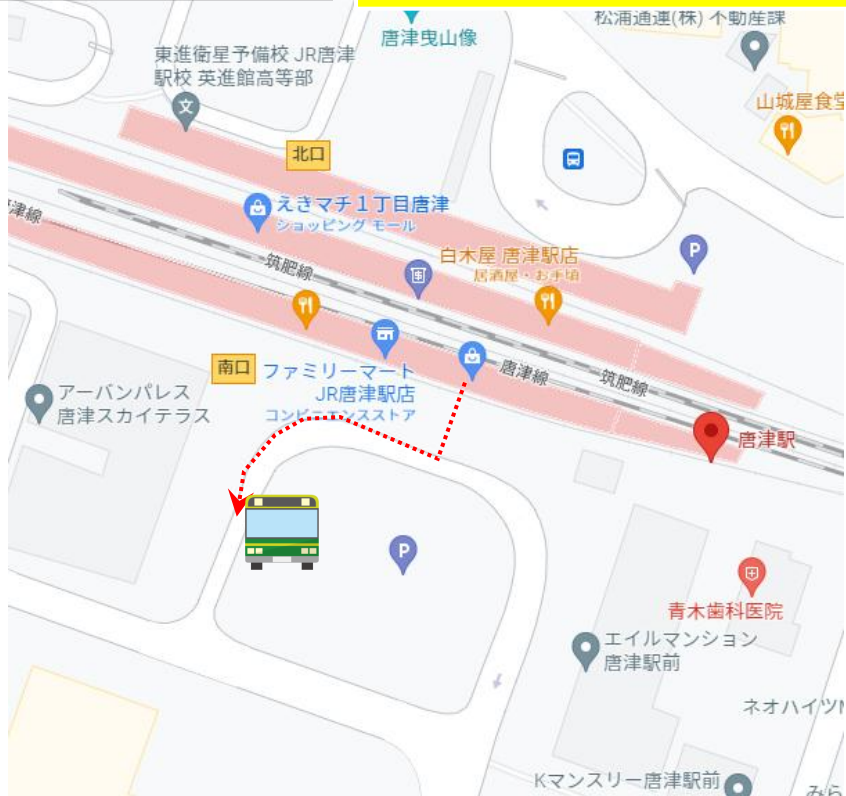 松浦通運(株) 不動産課
唐津曳山像
東進衛星予備校 JR唐津
駅校 英進館高等部
文
山城屋食堂
北口
えきマチ1丁目唐津
ショッピング モール
津線
筑肥線
白木屋 唐津駅店
居酒屋・お手頃
P
南口
ファミリーマート
JR唐津駅店
コンビニエンスストア
唐津線
筑肥線
アーバンパレス
唐津スカイテラス
唐津駅
P
青木歯科医院
エイルマンション
唐津駅前
ネオハイツ
Kマンスリー唐津駅前
みら